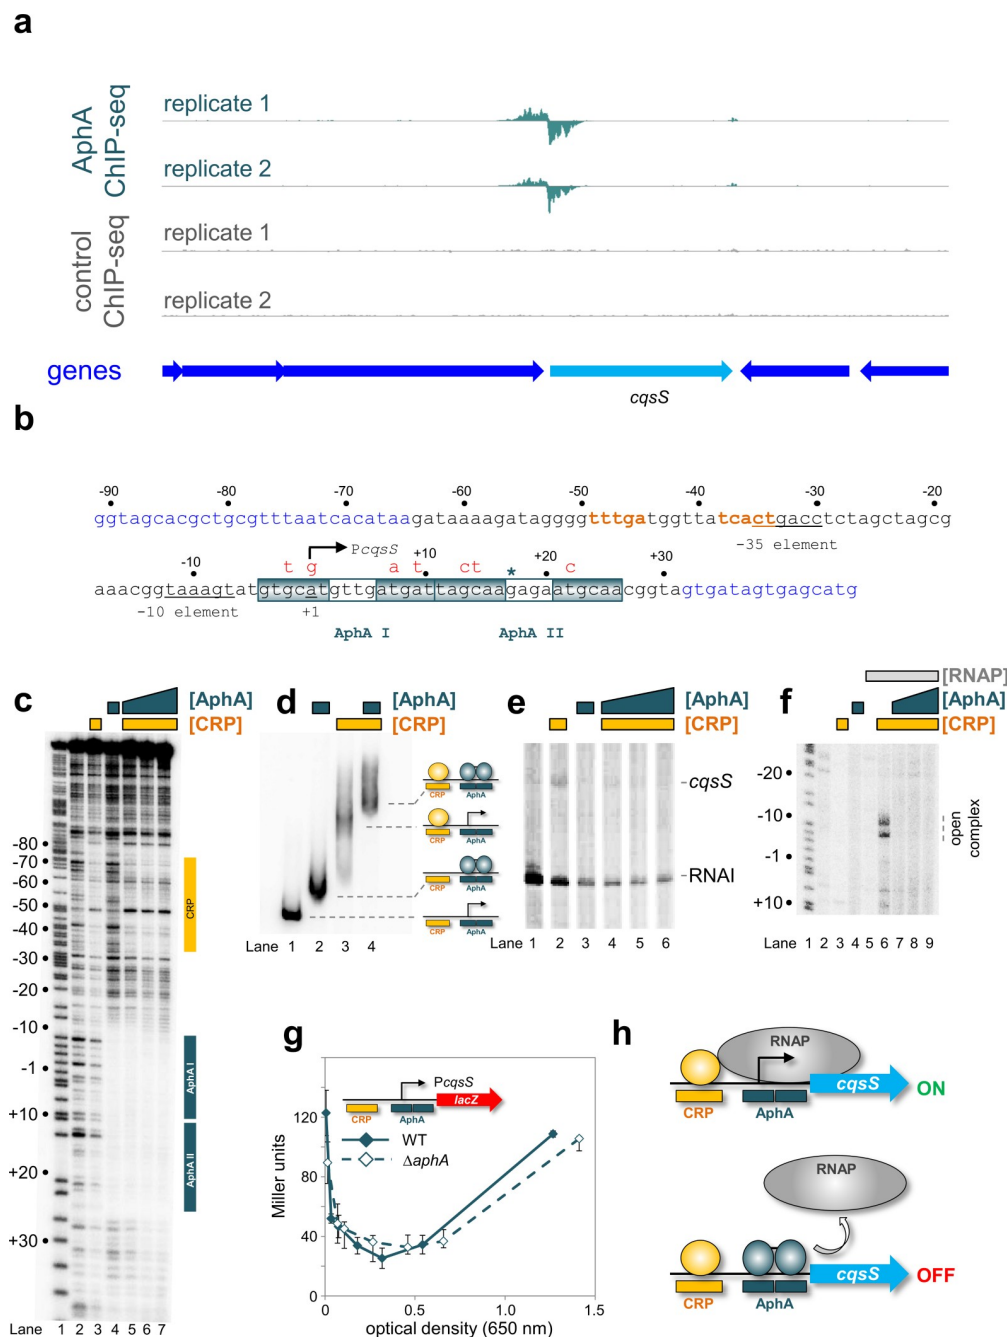 a
AphA
ChIP-seq
replicate 1
replicate 2
control
ChIP-seq
replicate 1
replicate 2
genes
cqsS
b
-90 -80 -70 -60 -50 -40 -30 -20
ggtagcacgctgcgtttaatcacataagataaaagatagggg​tttgatggttatcactgacctctagctagcg
-35 element
PcqsS
-10 +10 +20 +30
t g a t ct * c
aaacggtaaagtatgtgcatgttgatgattagcaagagaatgcaacggtagtgatagtgagcatg
-10 element +1
AphA I AphA II
c
[AphA]
[CRP]
-80
-70
-60
-50
-40
-30
-20
-10
-1
+10
+20
+30
CRP
AphA I
AphA II
Lane 1 2 3 4 5 6 7
d
[AphA]
[CRP]
CRP AphA
CRP AphA
CRP AphA
CRP AphA
Lane 1 2 3 4
e
[AphA]
[CRP]
cqsS
RNAI
Lane 1 2 3 4 5 6
f
[RNAP]
[AphA]
[CRP]
-20
-10
-1
+10
open
complex
Lane 1 2 3 4 5 6 7 8 9
g
PcqsS
lacZ
CRP AphA
WT
ΔaphA
Miller units
120
80
40
0
0 0.5 1.0 1.5
optical density (650 nm)
h
RNAP
cqsS ON
CRP AphA
RNAP
cqsS OFF
CRP AphA